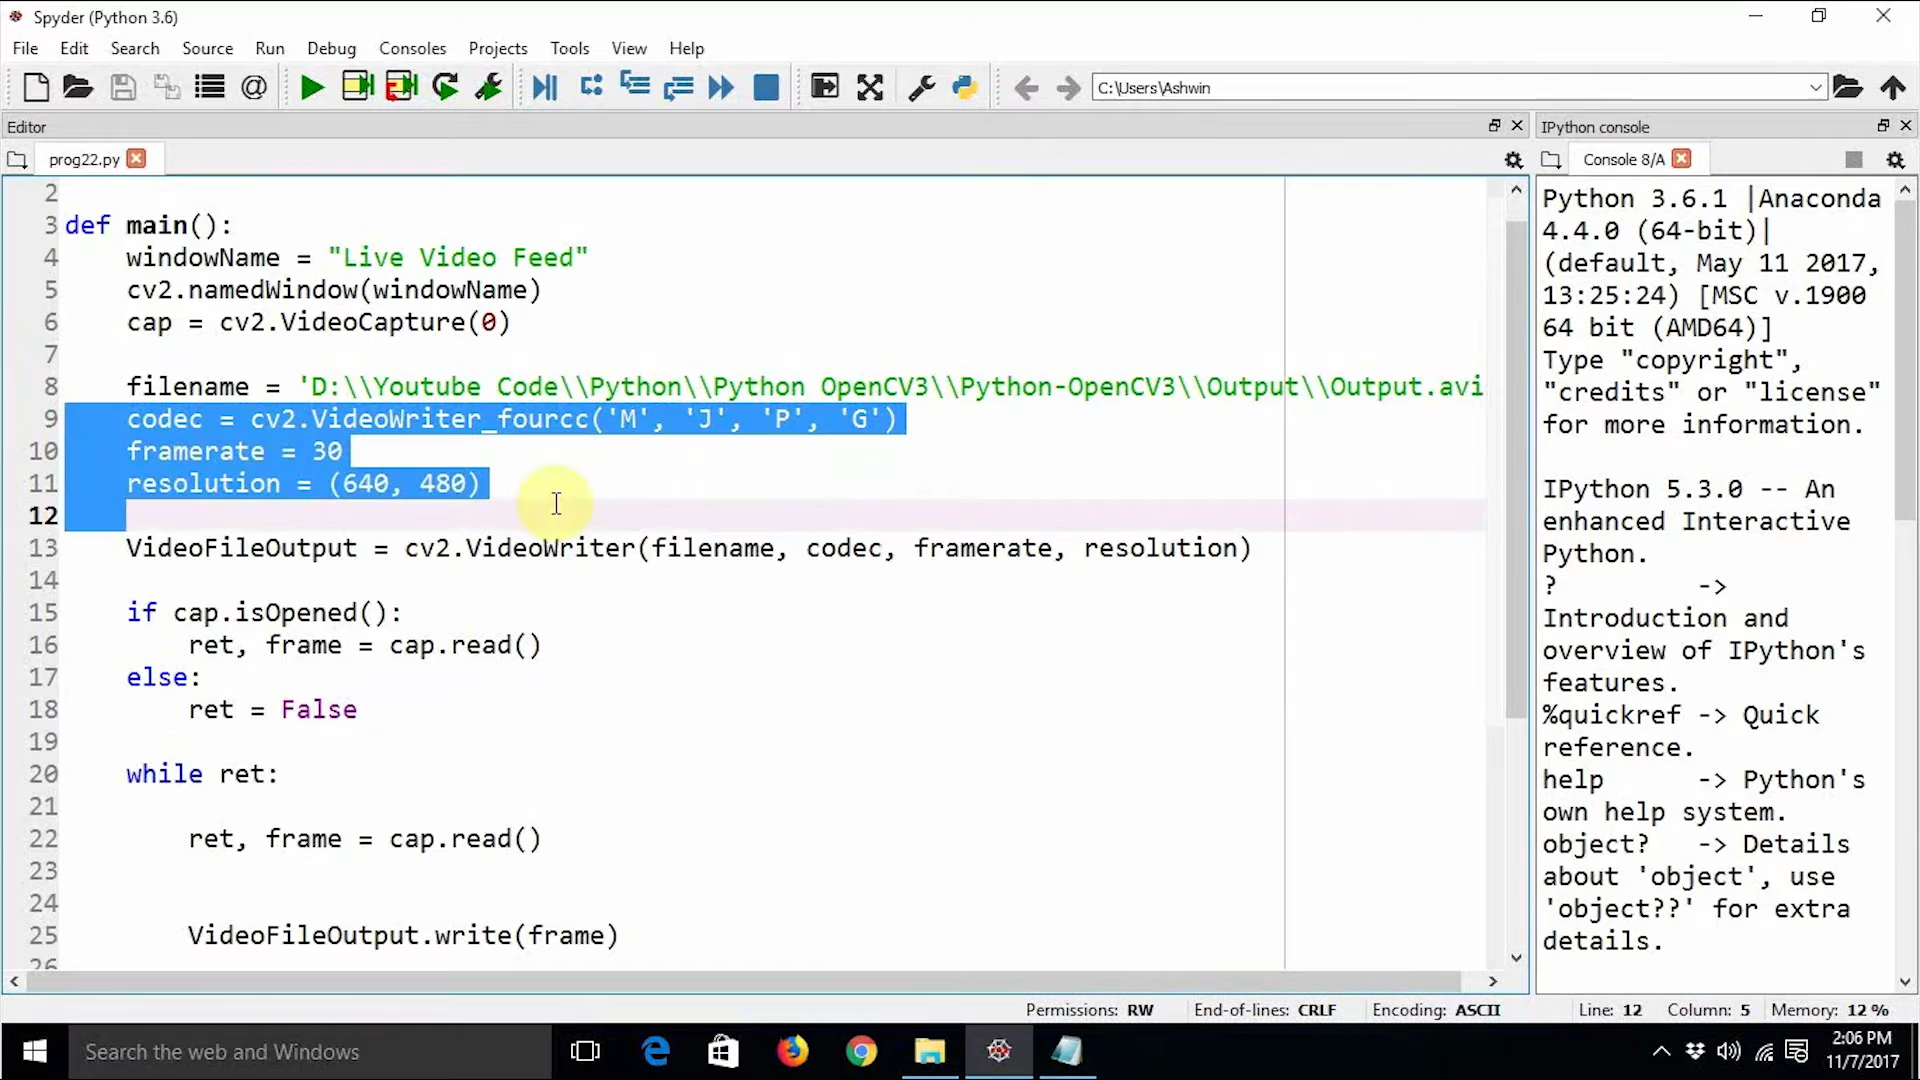 Spyder (Python 3.6)
File Edit Search Source Run Debug Consoles Projects Tools View Help
C:\Users\Ashwin
Editor
prog22.py
2
3 def main():
4 windowName = "Live Video Feed"
5 cv2.namedWindow(windowName)
6 cap = cv2.VideoCapture(0)
7
8 filename = 'D:\\Youtube Code\\Python\\Python OpenCV3\\Python-OpenCV3\\Output\\Output.avi
9 codec = cv2.VideoWriter_fourcc('M', 'J', 'P', 'G')
10 framerate = 30
11 resolution = (640, 480)
12
13 VideoFileOutput = cv2.VideoWriter(filename, codec, framerate, resolution)
14
15 if cap.isOpened():
16 ret, frame = cap.read()
17 else:
18 ret = False
19
20 while ret:
21
22 ret, frame = cap.read()
23
24
25 VideoFileOutput.write(frame)
26
IPython console
Console 8/A
Python 3.6.1 |Anaconda
4.4.0 (64-bit)|
(default, May 11 2017,
13:25:24) [MSC v.1900
64 bit (AMD64)]
Type "copyright",
"credits" or "license"
for more information.
IPython 5.3.0 -- An
enhanced Interactive
Python.
? ->
Introduction and
overview of IPython's
features.
%quickref -> Quick
reference.
help -> Python's
own help system.
object? -> Details
about 'object', use
'object??' for extra
details.
Permissions: RW End-of-lines: CRLF Encoding: ASCII Line: 12 Column: 5 Memory: 12 %
Search the web and Windows
2:06 PM
11/7/2017